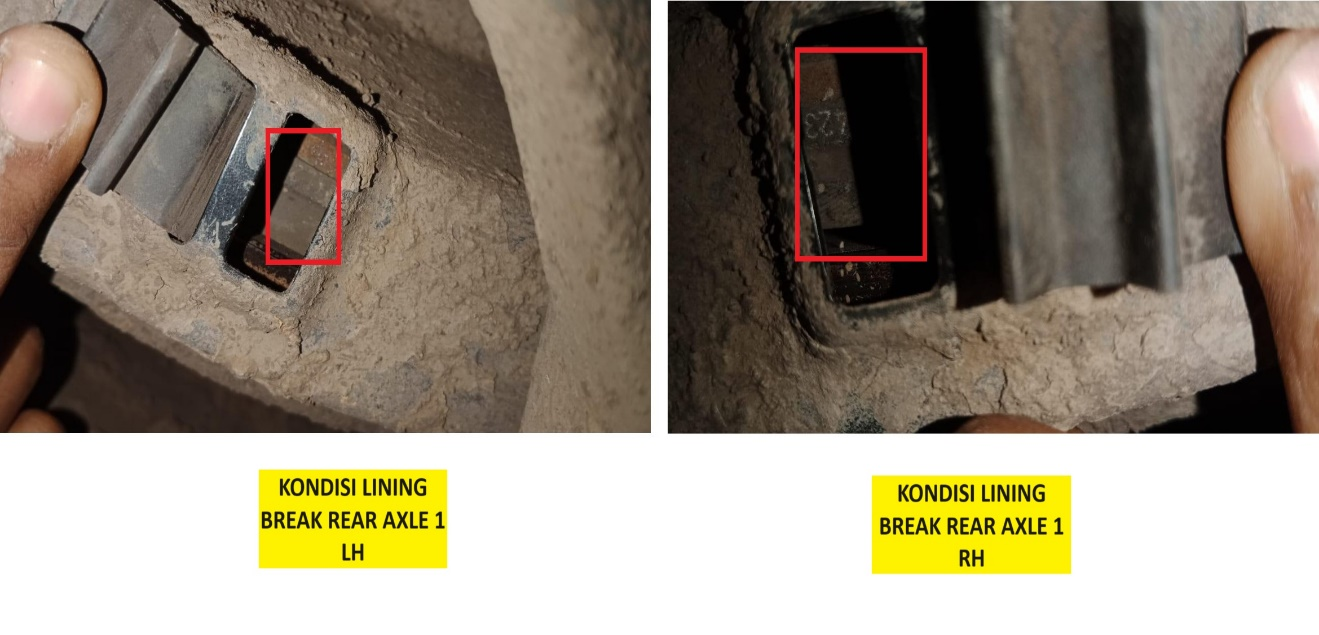 KONDISI LINING
BREAK REAR AXLE 1
LH
KONDISI LINING
BREAK REAR AXLE 1
RH